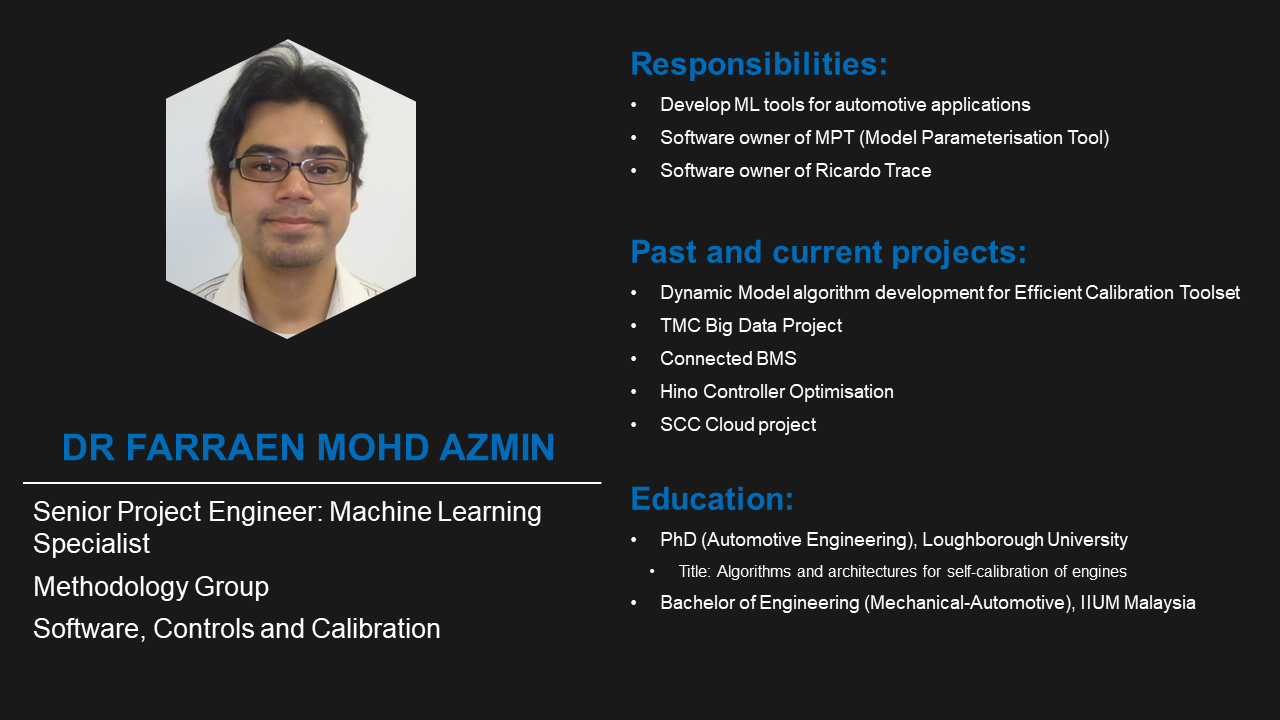 Responsibilities:
• Develop ML tools for automotive applications
• Software owner of MPT (Model Parameterisation Tool)
• Software owner of Ricardo Trace
Past and current projects:
• Dynamic Model algorithm development for Efficient Calibration Toolset
• TMC Big Data Project
• Connected BMS
• Hino Controller Optimisation
• SCC Cloud project
DR FARRAEN MOHD AZMIN
Senior Project Engineer: Machine Learning
Specialist
Methodology Group
Software, Controls and Calibration
Education:
• PhD (Automotive Engineering), Loughborough University
• Title: Algorithms and architectures for self-calibration of engines
• Bachelor of Engineering (Mechanical-Automotive), IIUM Malaysia